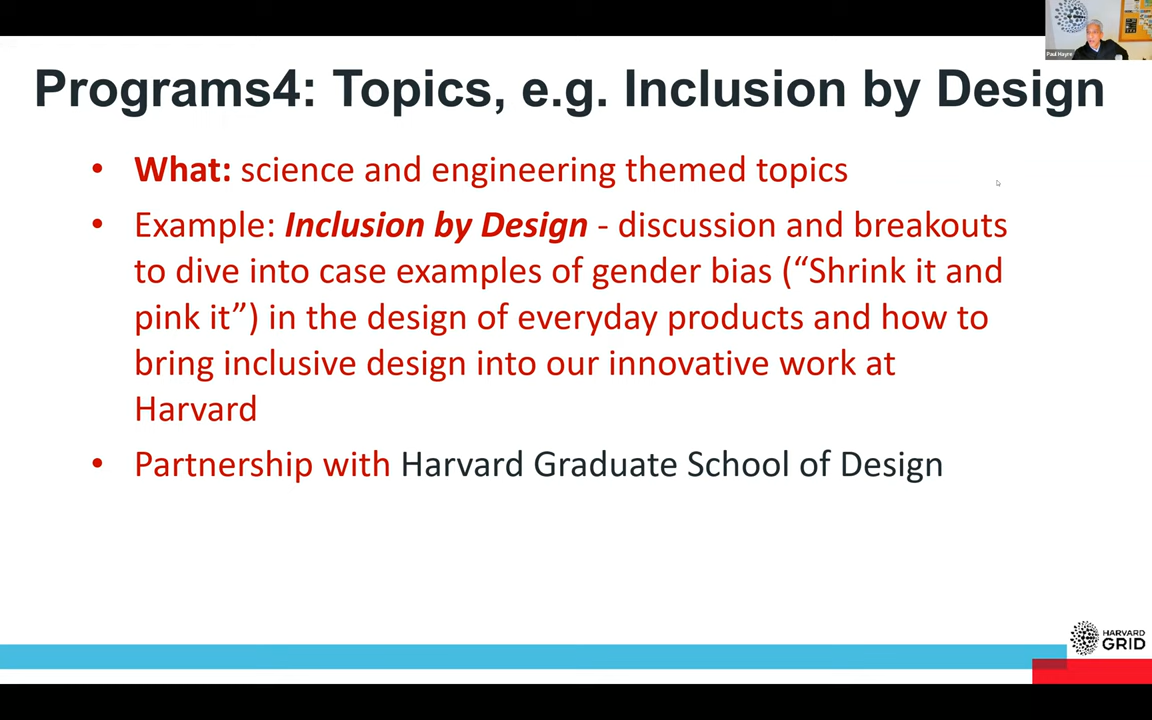 Paul Hayre
Programs4: Topics, e.g. Inclusion by Design
• What: science and engineering themed topics
• Example: Inclusion by Design - discussion and breakouts
to dive into case examples of gender bias (“Shrink it and
pink it”) in the design of everyday products and how to
bring inclusive design into our innovative work at
Harvard
• Partnership with Harvard Graduate School of Design
HARVARD
GRID